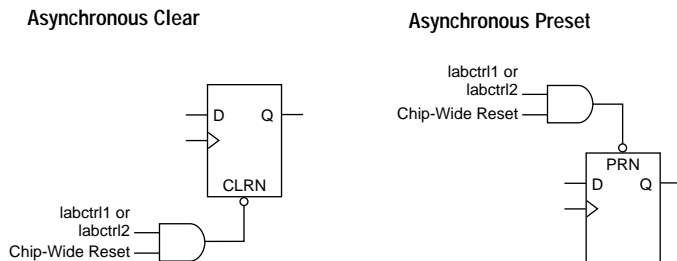 Asynchronous Clear
D Q
CLRN
labctrl1 or
labctrl2
Chip-Wide Reset
Asynchronous Preset
labctrl1 or
labctrl2
Chip-Wide Reset
PRN
D Q